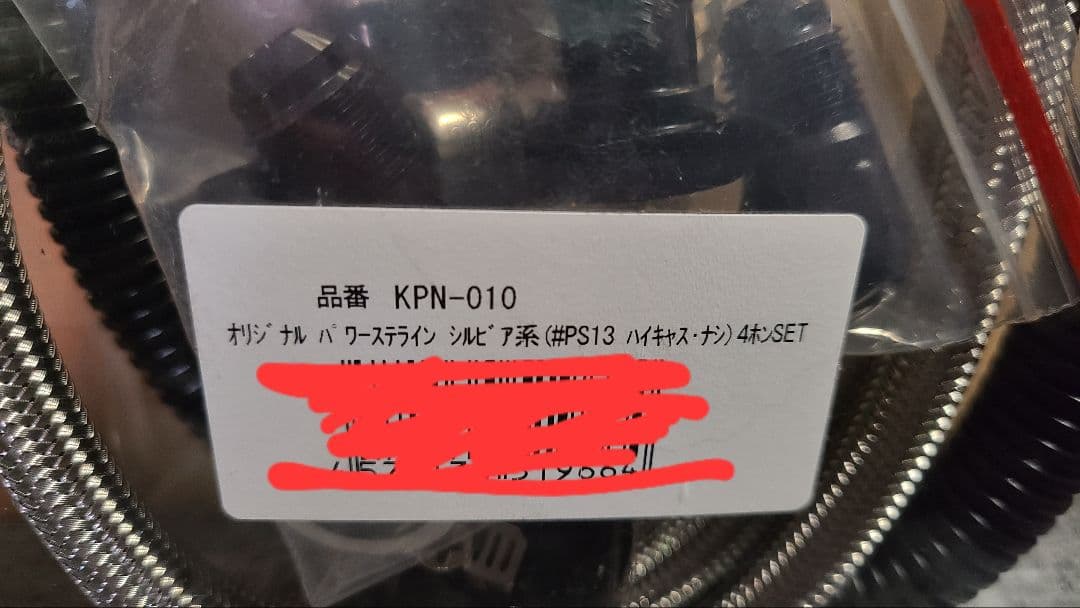 品番 KPN-010
ｵﾘｼﾞﾅﾙ ﾊﾟﾜｰｽﾃﾗｲﾝ ｼﾙﾋﾞｱ系(#PS13 ﾊｲｷｬｽ･ﾅｼ)4ﾎﾝSET